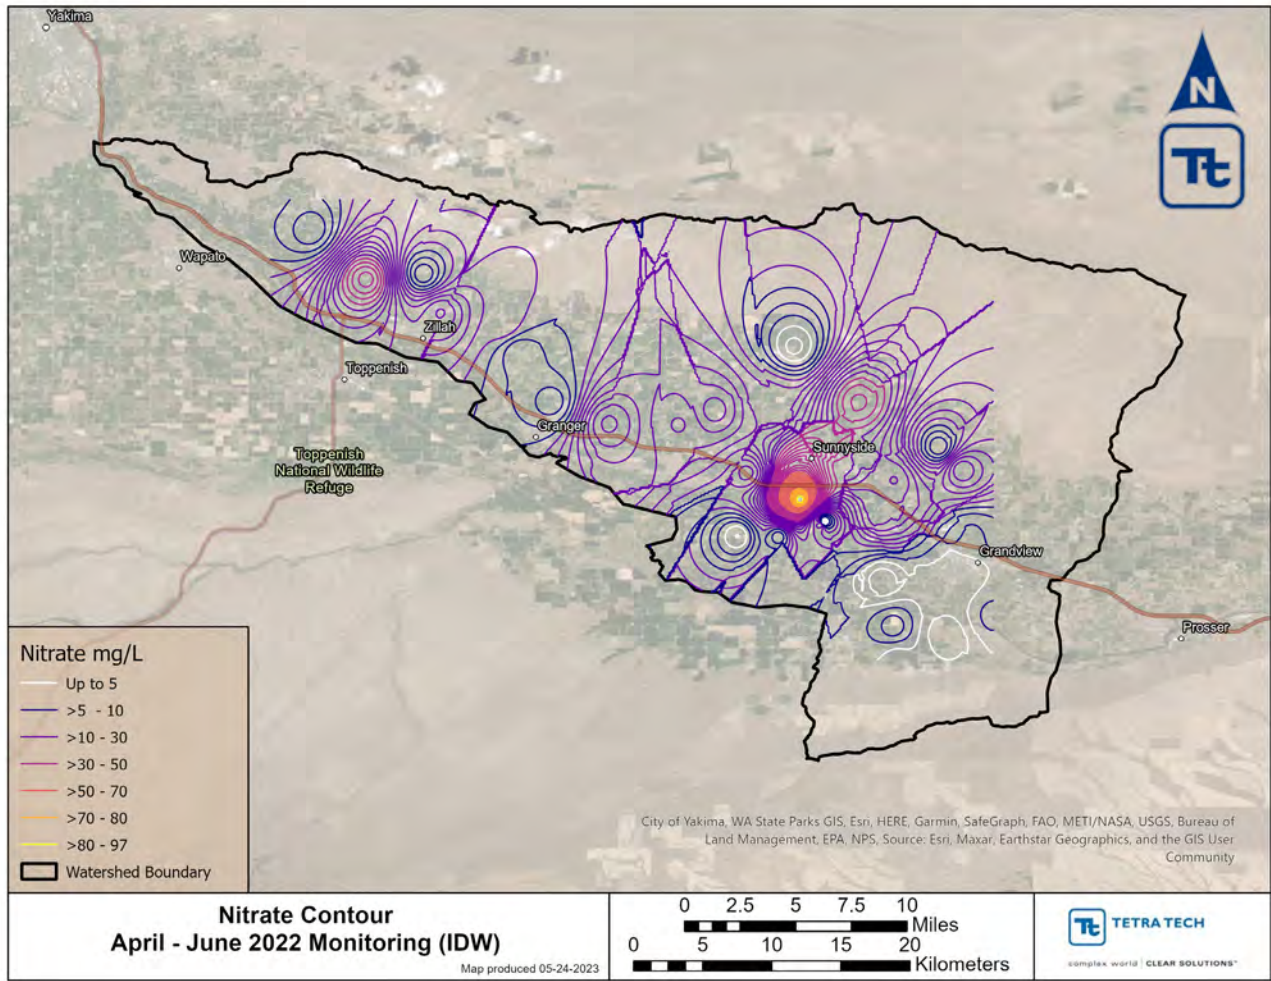 Yakima
N
Tt
Wapato
Zillah
Toppenish
Granger
Sunnyside
Toppenish
National Wildlife
Refuge
Grandview
Prosser
Nitrate mg/L
Up to 5
>5 - 10
>10 - 30
>30 - 50
>50 - 70
>70 - 80
>80 - 97
Watershed Boundary
City of Yakima, WA State Parks GIS, Esri, HERE, Garmin, SafeGraph, FAO, METI/NASA, USGS, Bureau of
Land Management, EPA, NPS, Source: Esri, Maxar, Earthstar Geographics, and the GIS User
Community
Nitrate Contour
April - June 2022 Monitoring (IDW)
Map produced 05-24-2023
0 2.5 5 7.5 10
Miles
0 5 10 15 20
Kilometers
Tt TETRA TECH
complex world | CLEAR SOLUTIONS™